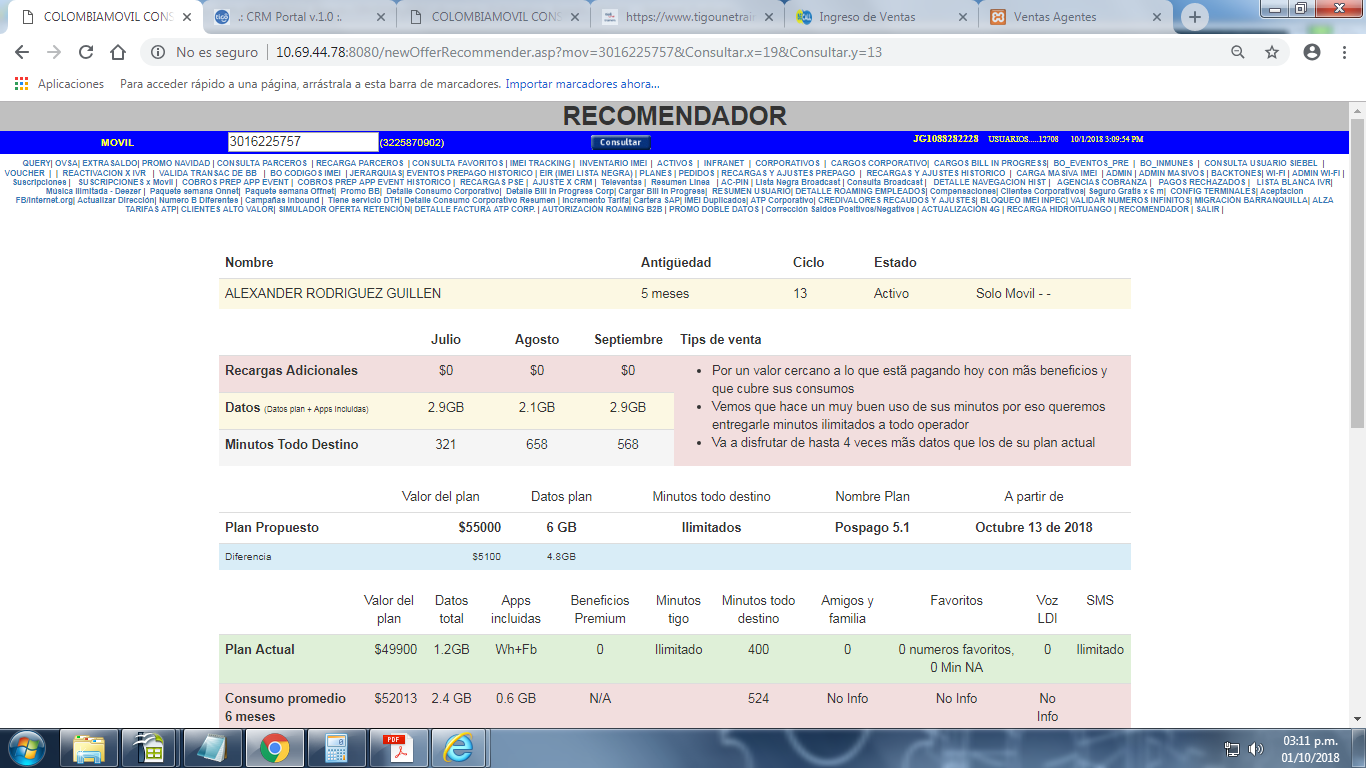 COLOMBIAMOVIL CONS
.: CRM Portal v.1.0 :.
COLOMBIAMOVIL CONS
https://www.tigounetrain
Ingreso de Ventas
Ventas Agentes
No es seguro | 10.69.44.78:8080/newOfferRecommender.asp?mov=3016225757&Consultar.x=19&Consultar.y=13
Aplicaciones Para acceder rápido a una página, arrástrala a esta barra de marcadores. Importar marcadores ahora...
RECOMENDADOR
MOVIL 3016225757 (3225870902) Consultar JG1088282228 USUARIOS.....12708 10/1/2018 3:09:54 PM
QUERY| OVSA| EXTRASALDO| PROMO NAVIDAD | CONSULTA PARCEROS | RECARGA PARCEROS | CONSULTA FAVORITOS | IMEI TRACKING | INVENTARIO IMEI | ACTIVOS | INFRANET | CORPORATIVOS | CARGOS CORPORATIVO| CARGOS BILL IN PROGRESS| BO_EVENTOS_PRE | BO_INMUNES | CONSULTA USUARIO SIEBEL |
VOUCHER | | REACTIVACION X IVR | VALIDA TRANSAC DE BB | BO CODIGOS IMEI | JERARQUIAS| EVENTOS PREPAGO HISTORICO | EIR (IMEI LISTA NEGRA) | PLANES | PEDIDOS | RECARGAS Y AJUSTES PREPAGO | RECARGAS Y AJUSTES HISTORICO | CARGA MASIVA IMEI | ADMIN | ADMIN MASIVOS | BACKTONES| WI-FI | ADMIN WI-FI |
Suscripciones | SUSCRIPCIONES x Movil | COBROS PREP APP EVENT | COBROS PREP APP EVENT HISTORICO | RECARGAS PSE | AJUSTE X CRM | Televentas | Resumen Linea | AC-PIN | Lista Negra Broadcast | Consulta Broadcast | DETALLE NAVEGACION HIST | AGENCIAS COBRANZA | PAGOS RECHAZADOS | LISTA BLANCA IVR|
Musica Ilimitada - Deezer | Paquete semana Onnet| Promo BB| Detalle Consumo Corporativo| Detalle Bill In Progress Corp| Cargar Bill In Progress| RESUMEN USUARIO| DETALLE ROAMING EMPLEADOS| Compensaciones| Clientes Corporativos| Seguro Gratis x 6 m| CONFIG TERMINALES| Aceptacion
FB/Internet.org| Actualizar Dirección| Numero B Diferentes | Campañas Inbound | Tiene servicio DTH| Detalle Consumo Corporativo Resumen | Incremento Tarifa| Cartera SAP| IMEI Duplicados| ATP Corporativo| CREDIVALORES RECAUDOS Y AJUSTES| BLOQUEO IMEI INPEC| VALIDAR NUMEROS INFINITOS| MIGRACIÓN BARRANQUILLA| ALZA
TARIFAS ATP| CLIENTES ALTO VALOR| SIMULADOR OFERTA RETENCIÓN| DETALLE FACTURA ATP CORP. | AUTORIZACIÓN ROAMING B2B | PROMO DOBLE DATOS | Corrección Saldos Positivos/Negativos | ACTUALIZACIÓN 4G | RECARGA HIDROITUANGO | RECOMENDADOR | SALIR |
Nombre Antigüedad Ciclo Estado
ALEXANDER RODRIGUEZ GUILLEN 5 meses 13 Activo Solo Movil - -
Julio Agosto Septiembre Tips de venta
Recargas Adicionales $0 $0 $0
Datos (Datos plan + Apps Incluidas) 2.9GB 2.1GB 2.9GB
Minutos Todo Destino 321 658 568
• Por un valor cercano a lo que estã pagando hoy con mãs beneficios y
que cubre sus consumos
• Vemos que hace un muy buen uso de sus minutos por eso queremos
entregarle minutos ilimitados a todo operador
• Va a disfrutar de hasta 4 veces mãs datos que los de su plan actual
Valor del plan Datos plan Minutos todo destino Nombre Plan A partir de
Plan Propuesto $55000 6 GB Ilimitados Pospago 5.1 Octubre 13 de 2018
Diferencia $5100 4.8GB
Valor del Datos Apps Beneficios Minutos Minutos todo Amigos y Favoritos Voz SMS
plan total incluidas Premium tigo destino familia LDI
Plan Actual $49900 1.2GB Wh+Fb 0 Ilimitado 400 0 0 numeros favoritos, 0 Ilimitado
0 Min NA
Consumo promedio $52013 2.4 GB 0.6 GB N/A 524 No Info No Info No
6 meses Info
03:11 p.m.
01/10/2018